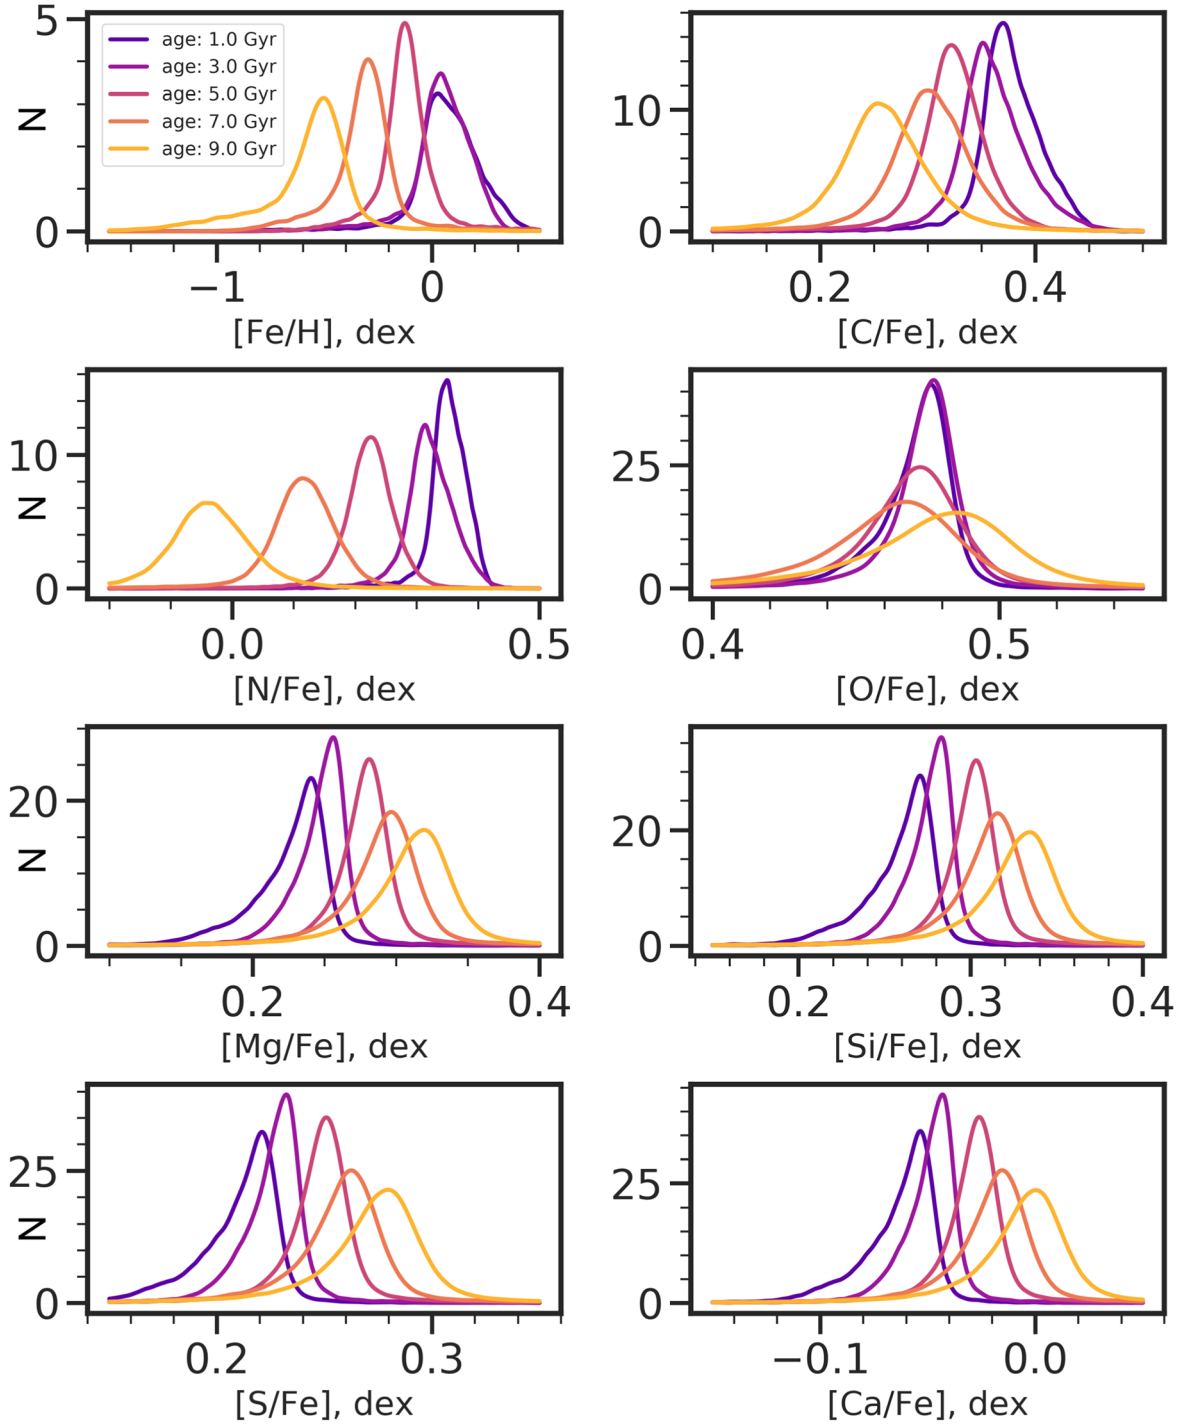 5
0
N
age: 1.0 Gyr
age: 3.0 Gyr
age: 5.0 Gyr
age: 7.0 Gyr
age: 9.0 Gyr
−1 0
[Fe/H], dex
10
0
0.2 0.4
[C/Fe], dex
10
0
N
0.0 0.5
[N/Fe], dex
25
0
0.4 0.5
[O/Fe], dex
20
0
N
0.2 0.4
[Mg/Fe], dex
20
0
0.2 0.3 0.4
[Si/Fe], dex
25
0
N
0.2 0.3
[S/Fe], dex
25
0
−0.1 0.0
[Ca/Fe], dex